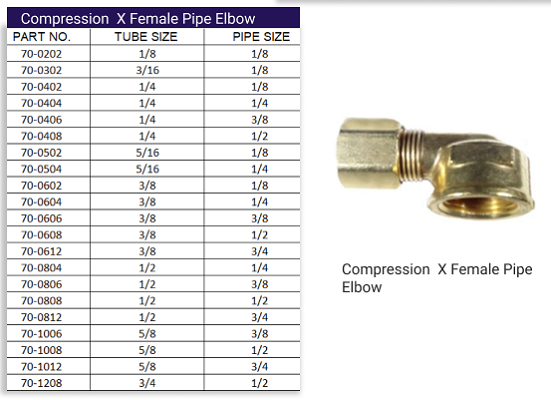 Compression X Female Pipe Elbow
PART NO. TUBE SIZE PIPE SIZE
70-0202 1/8 1/8
70-0302 3/16 1/8
70-0402 1/4 1/8
70-0404 1/4 1/4
70-0406 1/4 3/8
70-0408 1/4 1/2
70-0502 5/16 1/8
70-0504 5/16 1/4
70-0602 3/8 1/8
70-0604 3/8 1/4
70-0606 3/8 3/8
70-0608 3/8 1/2
70-0612 3/8 3/4
70-0804 1/2 1/4
70-0806 1/2 3/8
70-0808 1/2 1/2
70-0812 1/2 3/4
70-1006 5/8 3/8
70-1008 5/8 1/2
70-1012 5/8 3/4
70-1208 3/4 1/2
Compression X Female Pipe
Elbow